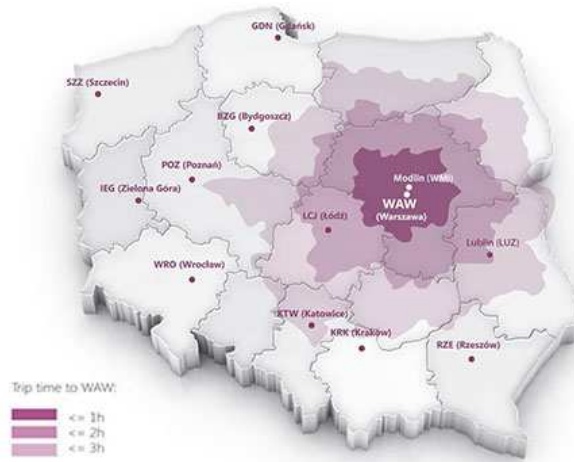 GDN (Gdańsk)
SZZ (Szczecin)
BZG (Bydgoszcz)
POZ (Poznań)
Modlin (WMI)
IEG (Zielona Góra)
WAW
(Warszawa)
LCJ (Łódź)
Lublin (LUZ)
WRO (Wrocław)
KTW (Katowice)
KRK (Kraków)
RZE (Rzeszów)
Trip time to WAW:
<= 1h
<= 2h
<= 3h